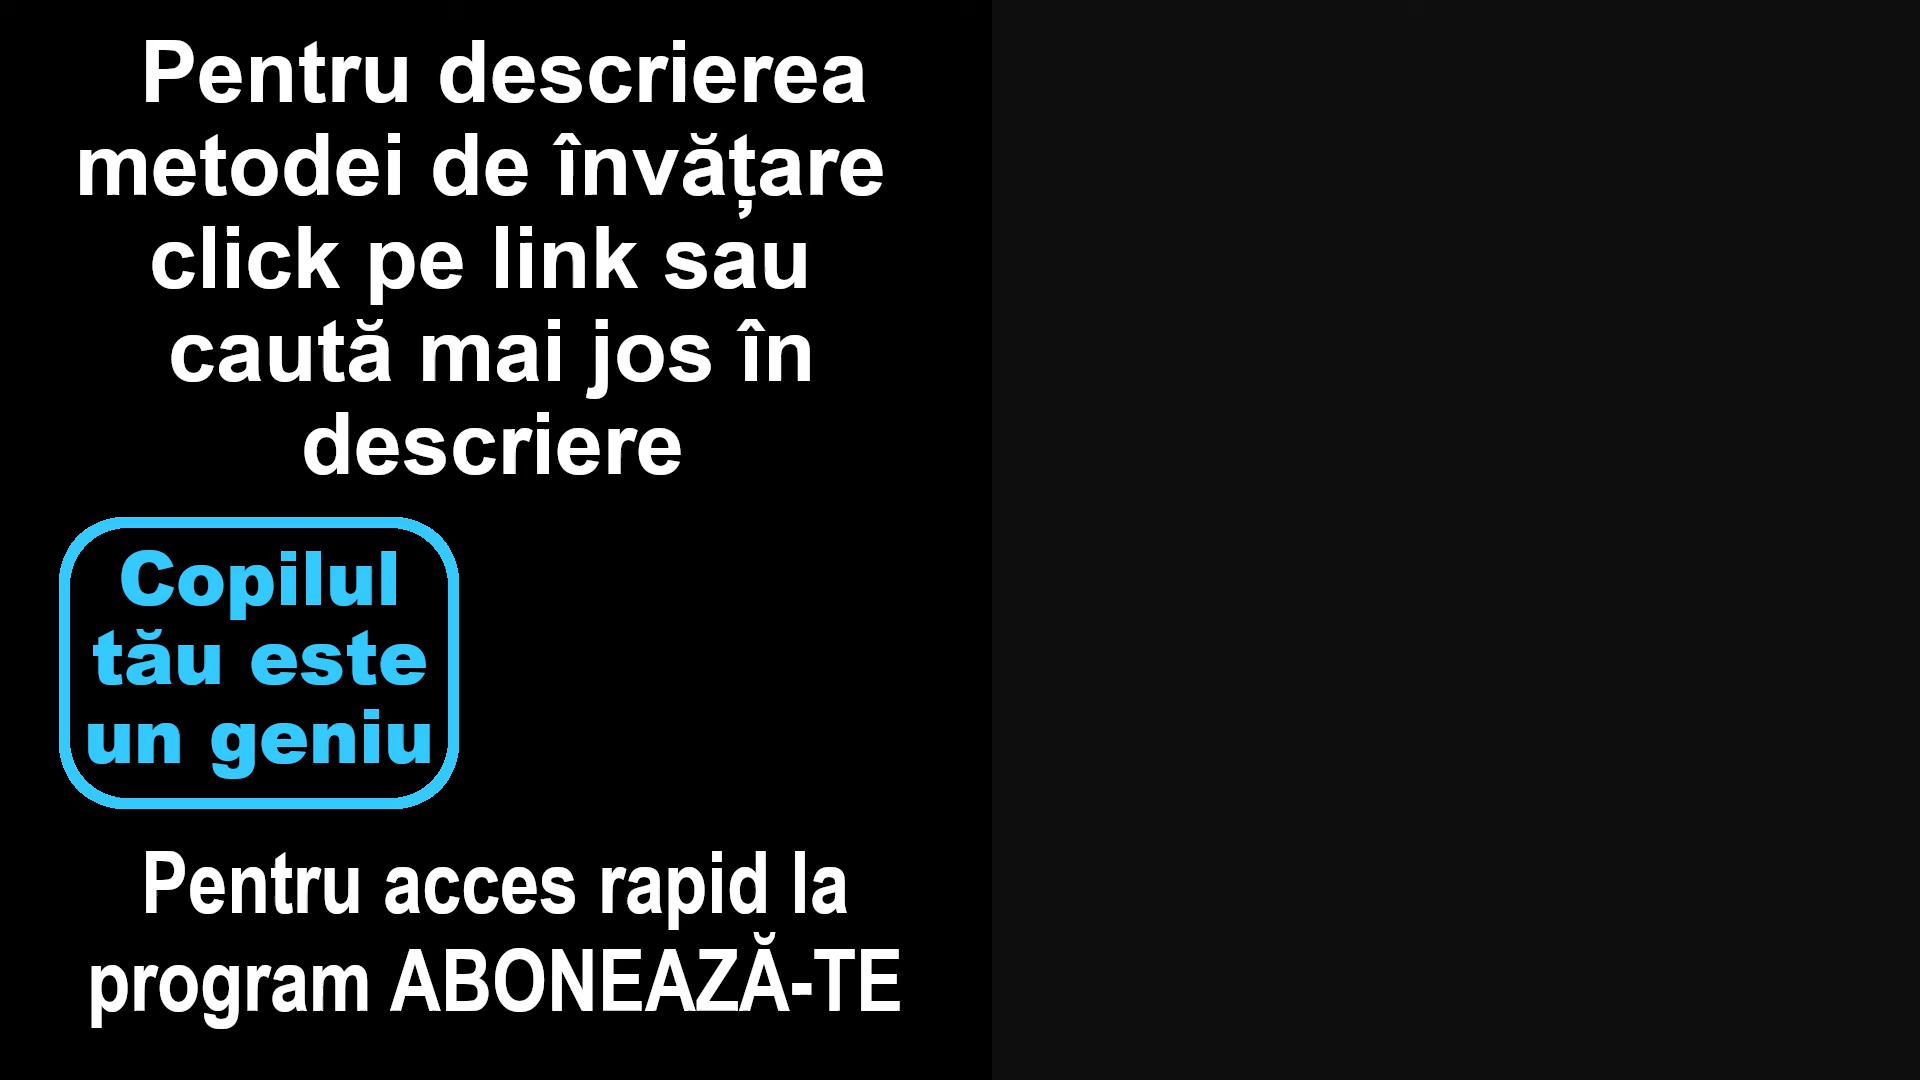 Pentru descrierea
metodei de învățare
click pe link sau
caută mai jos în
descriere
Copilul
tău este
un geniu
Pentru acces rapid la
program ABONEAZĂ-TE